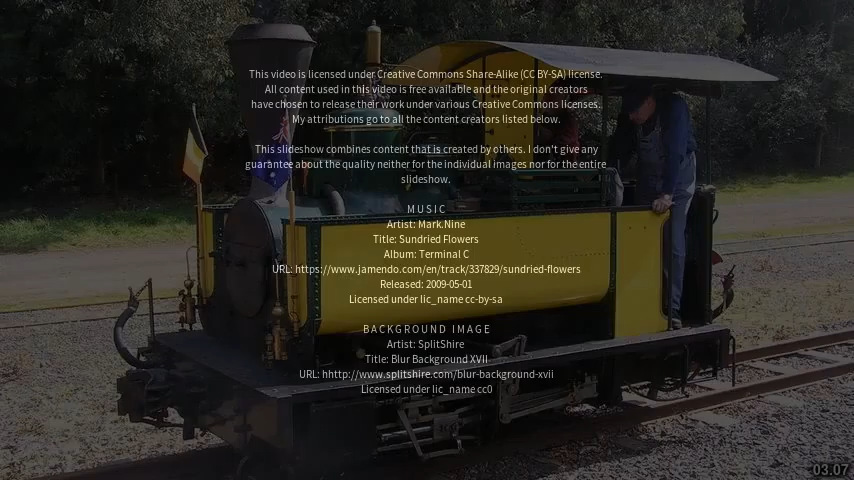 This video is licensed under Creative Commons Share-Alike (CC BY-SA) license.
All content used in this video is free available and the original creators
have chosen to release their work under various Creative Commons licenses.
My attributions go to all the content creators listed below.
This slideshow combines content that is created by others. I don't give any
guarantee about the quality neither for the individual images nor for the entire
slideshow.
MUSIC
Artist: Mark.Nine
Title: Sundried Flowers
Album: Terminal C
URL: https://www.jamendo.com/en/track/337829/sundried-flowers
Released: 2009-05-01
Licensed under lic_name cc-by-sa
BACKGROUND IMAGE
Artist: SplitShire
Title: Blur Background XVII
URL: hhttp://www.splitshire.com/blur-background-xvii
Licensed under lic_name cc0
03.07